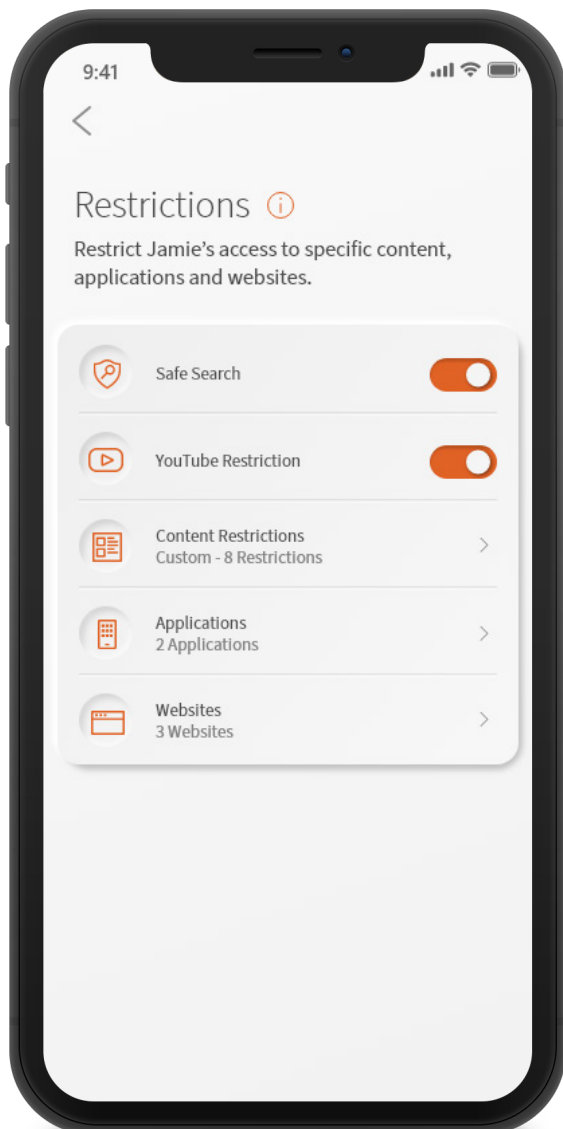 9:41
Restrictions
Restrict Jamie’s access to specific content,
applications and websites.
Safe Search
YouTube Restriction
Content Restrictions
Custom - 8 Restrictions
Applications
2 Applications
Websites
3 Websites